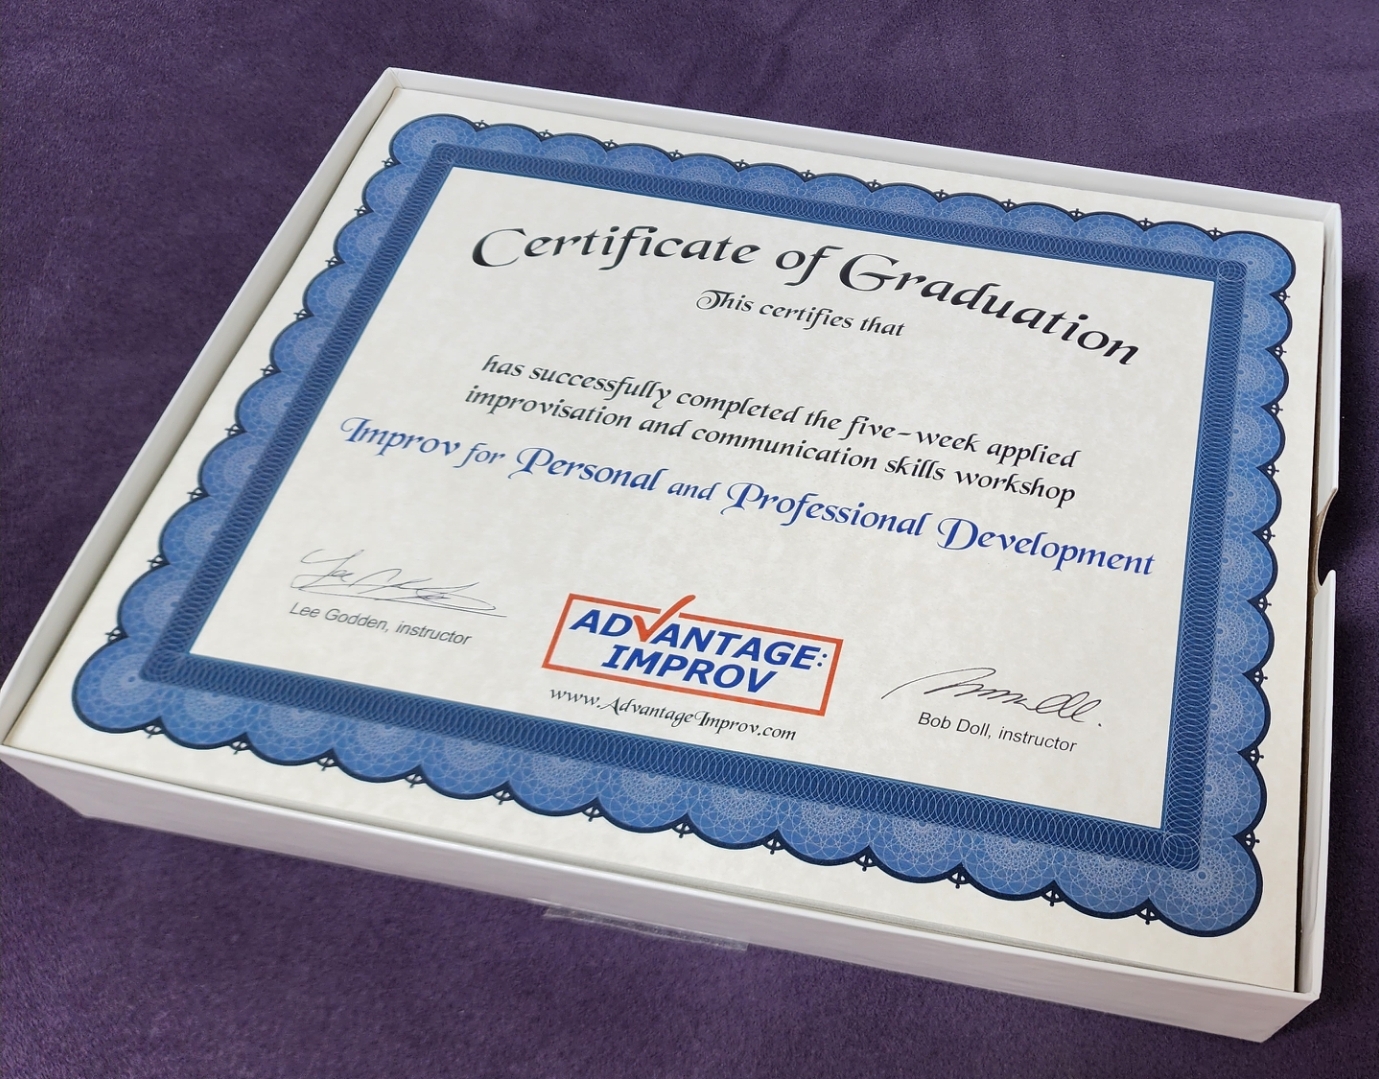 Certificate of Graduation
This certifies that
has successfully completed the five-week applied
improvisation and communication skills workshop
Improv for Personal and Professional Development
Lee Godden, instructor
ADVANTAGE:
IMPROV
www.AdvantageImprov.com
Bob Doll, instructor